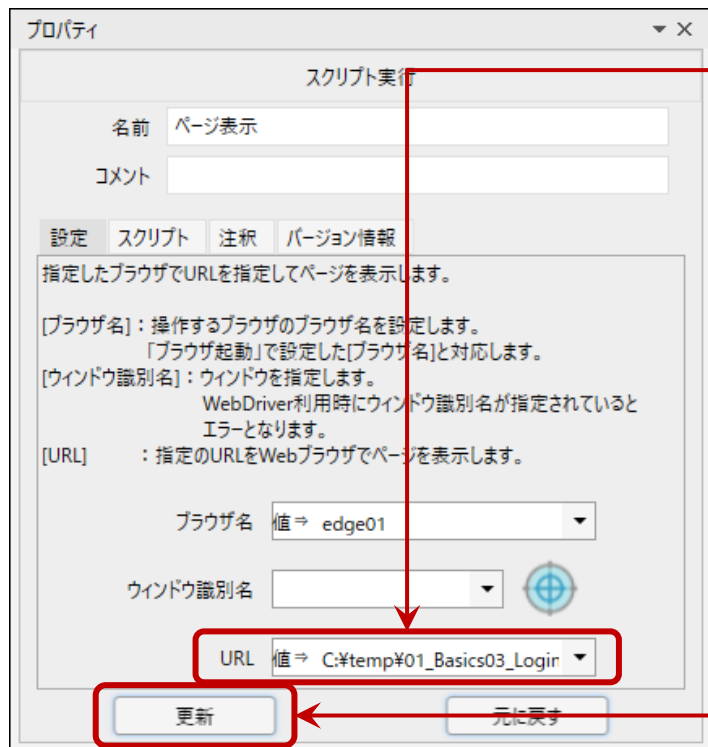 プロパティ
スクリプト実行
名前 ページ表示
コメント
設定 スクリプト 注釈 バージョン情報
指定したブラウザでURLを指定してページを表示します。
[ブラウザ名]：操作するブラウザのブラウザ名を設定します。
「ブラウザ起動」で設定した[ブラウザ名]と対応します。
[ウィンドウ識別名]：ウィンドウを指定します。
WebDriver利用時にウィンドウ識別名が指定されていると
エラーとなります。
[URL] ：指定のURLをWebブラウザでページを表示します。
ブラウザ名 値⇒ edge01
ウィンドウ識別名
URL 値⇒ C:¥temp¥01_Basics03_Login
更新 元に戻す